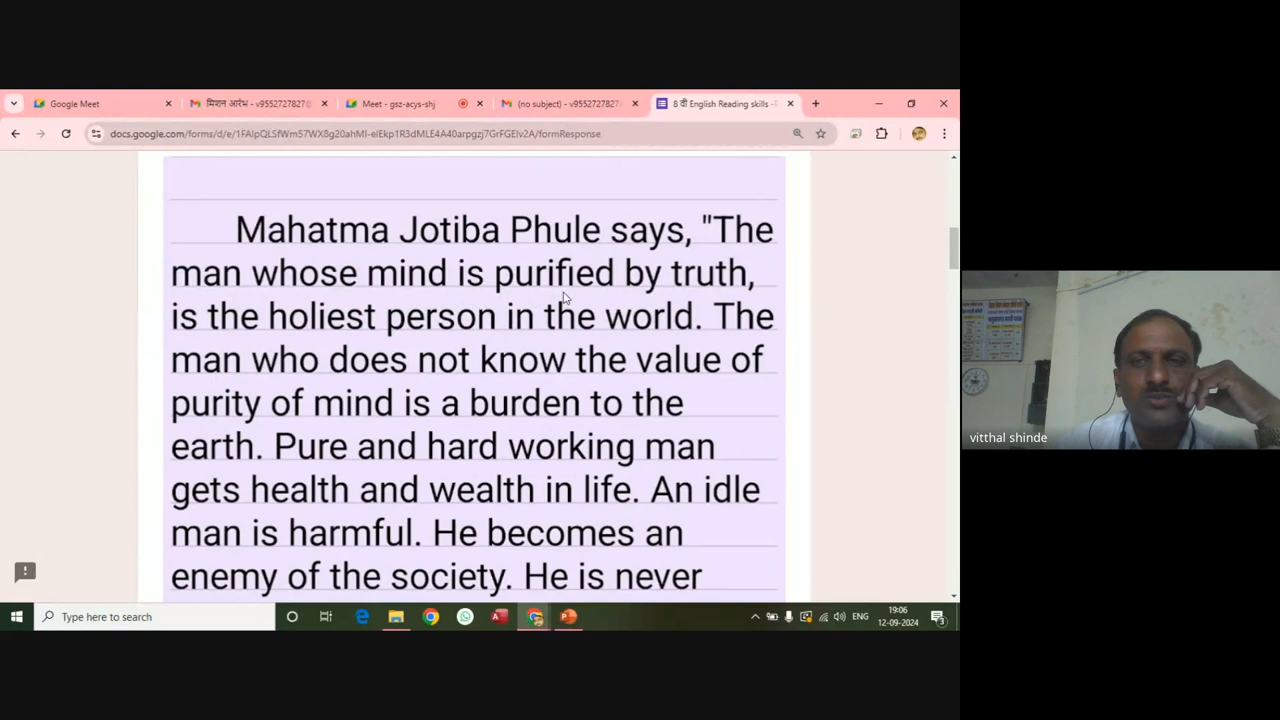 Google Meet
मिशन आरंभ - v9552727827@
Meet - gsz-acys-shj
(no subject) - v9552727827
8 वी English Reading skills -
docs.google.com/forms/d/e/1FAIpQLSfWm57WX8g20ahMI-eIEkp1R3dMLE4A40arpgzj7GrFGEIv2A/formResponse
Mahatma Jotiba Phule says, "The
man whose mind is purified by truth,
is the holiest person in the world. The
man who does not know the value of
purity of mind is a burden to the
earth. Pure and hard working man
gets health and wealth in life. An idle
man is harmful. He becomes an
enemy of the society. He is never
vitthal shinde
Type here to search
ENG
19:06
12-09-2024